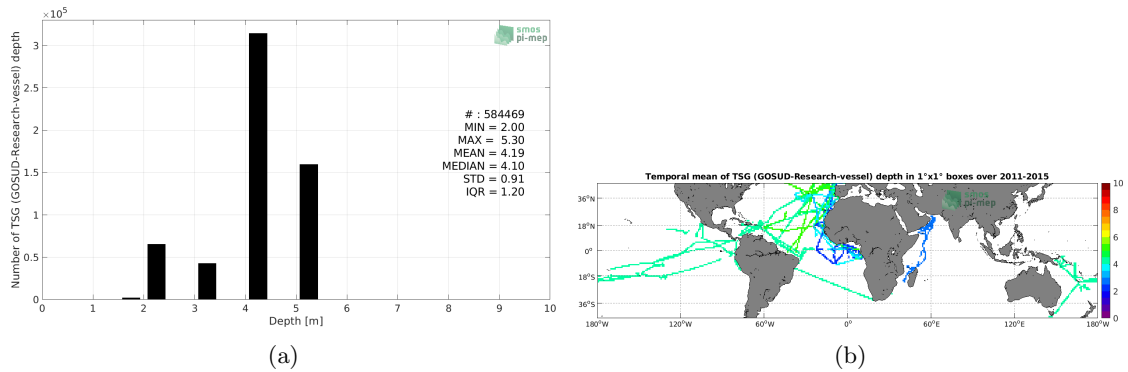 ×10⁵
smos
pi-mep
3
2.5
2
1.5
1
0.5
0
Number of TSG (GOSUD-Research-vessel) depth
# : 584469
MIN = 2.00
MAX = 5.30
MEAN = 4.19
MEDIAN = 4.10
STD = 0.91
IQR = 1.20
0 1 2 3 4 5 6 7 8 9 10
Depth [m]
(a)
Temporal mean of TSG (GOSUD-Research-vessel) depth in 1°x1° boxes over 2011-2015
smos
pi-mep
36°N
18°N
0°
18°S
36°S
180°W 120°W 60°W 0° 60°E 120°E 180°W
10
8
6
4
2
0
(b)